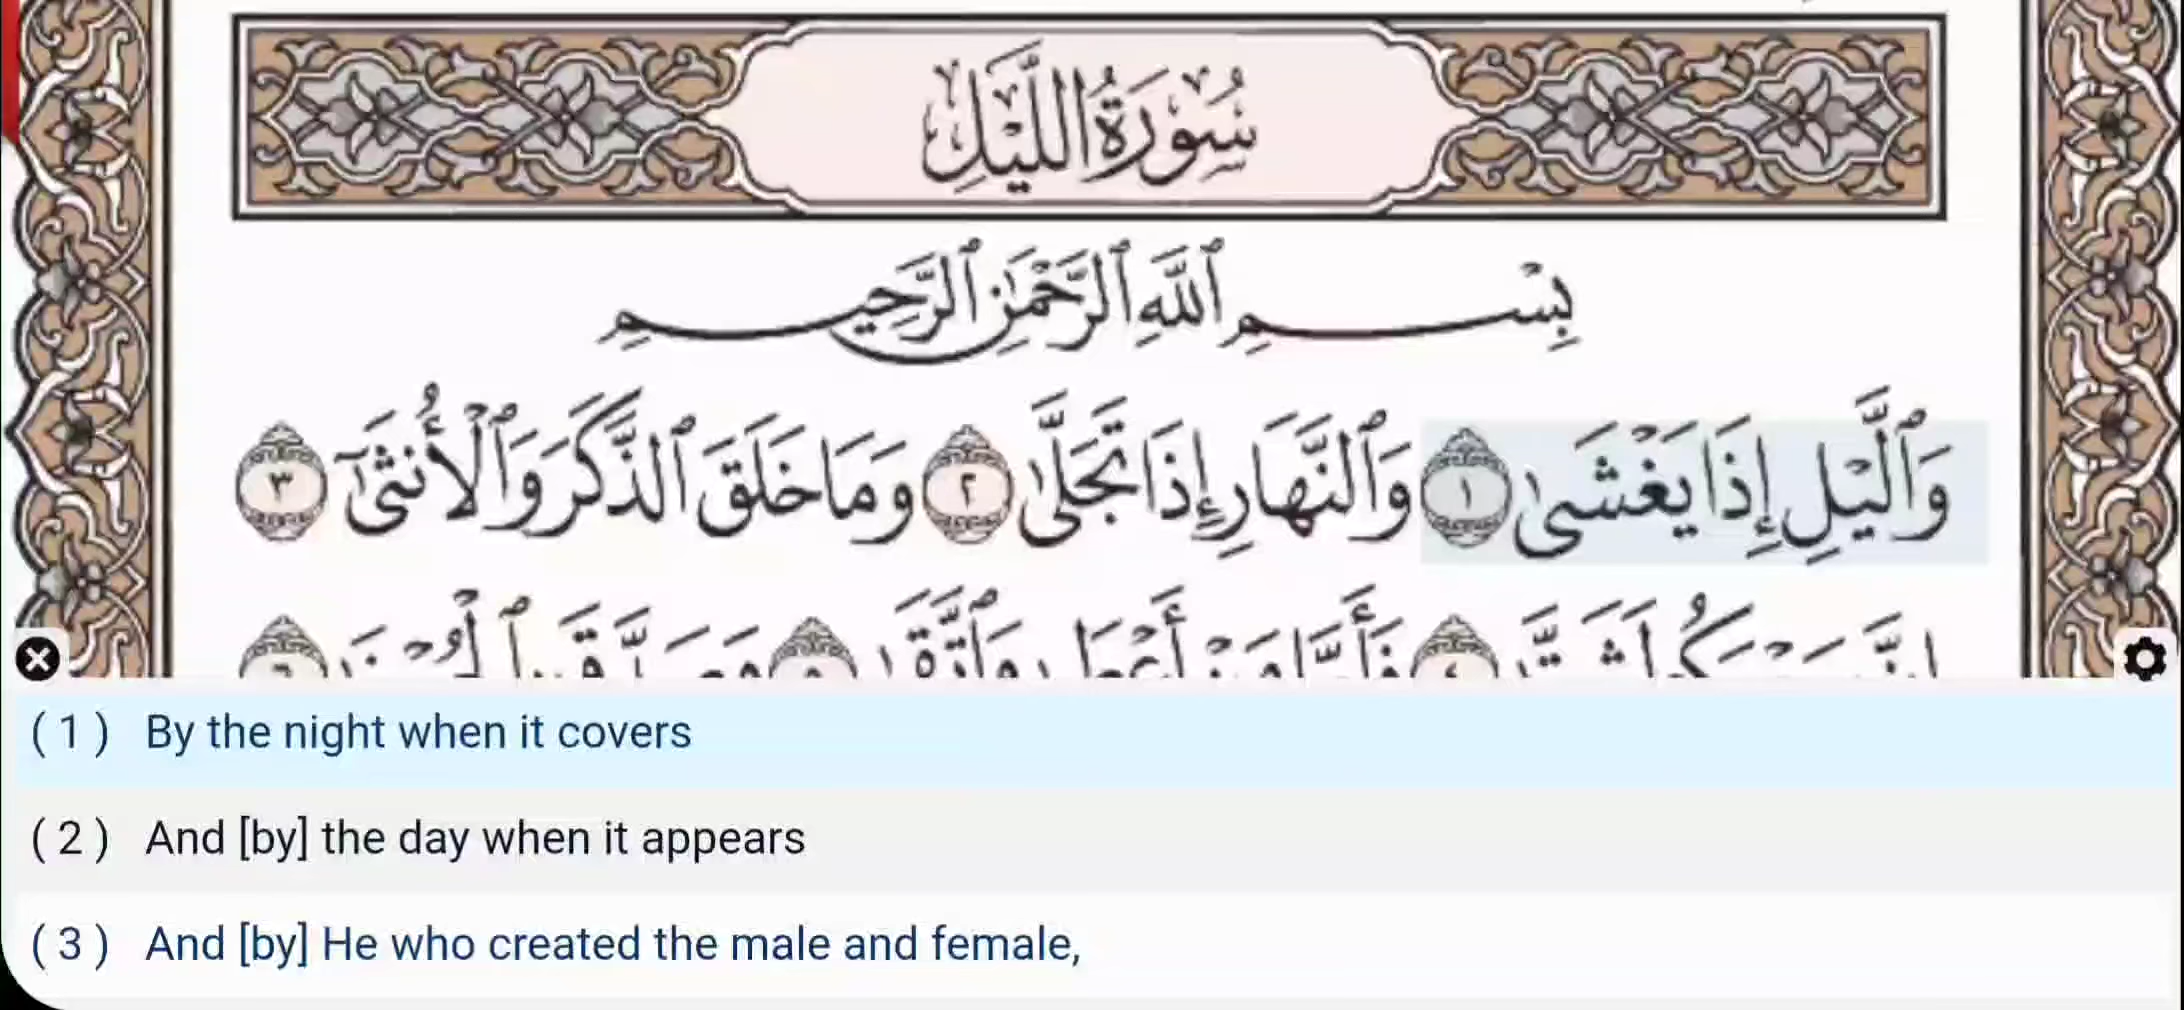 سُورَةُ اللَّيْلِ
بِسْمِ ٱللَّهِ ٱلرَّحْمَٰنِ ٱلرَّحِيمِ
وَٱلَّيْلِ إِذَا يَغْشَىٰ ١ وَٱلنَّهَارِ إِذَا تَجَلَّىٰ ٢ وَمَا خَلَقَ ٱلذَّكَرَ وَٱلْأُنثَىٰٓ ٣
( 1 ) By the night when it covers
( 2 ) And [by] the day when it appears
( 3 ) And [by] He who created the male and female,